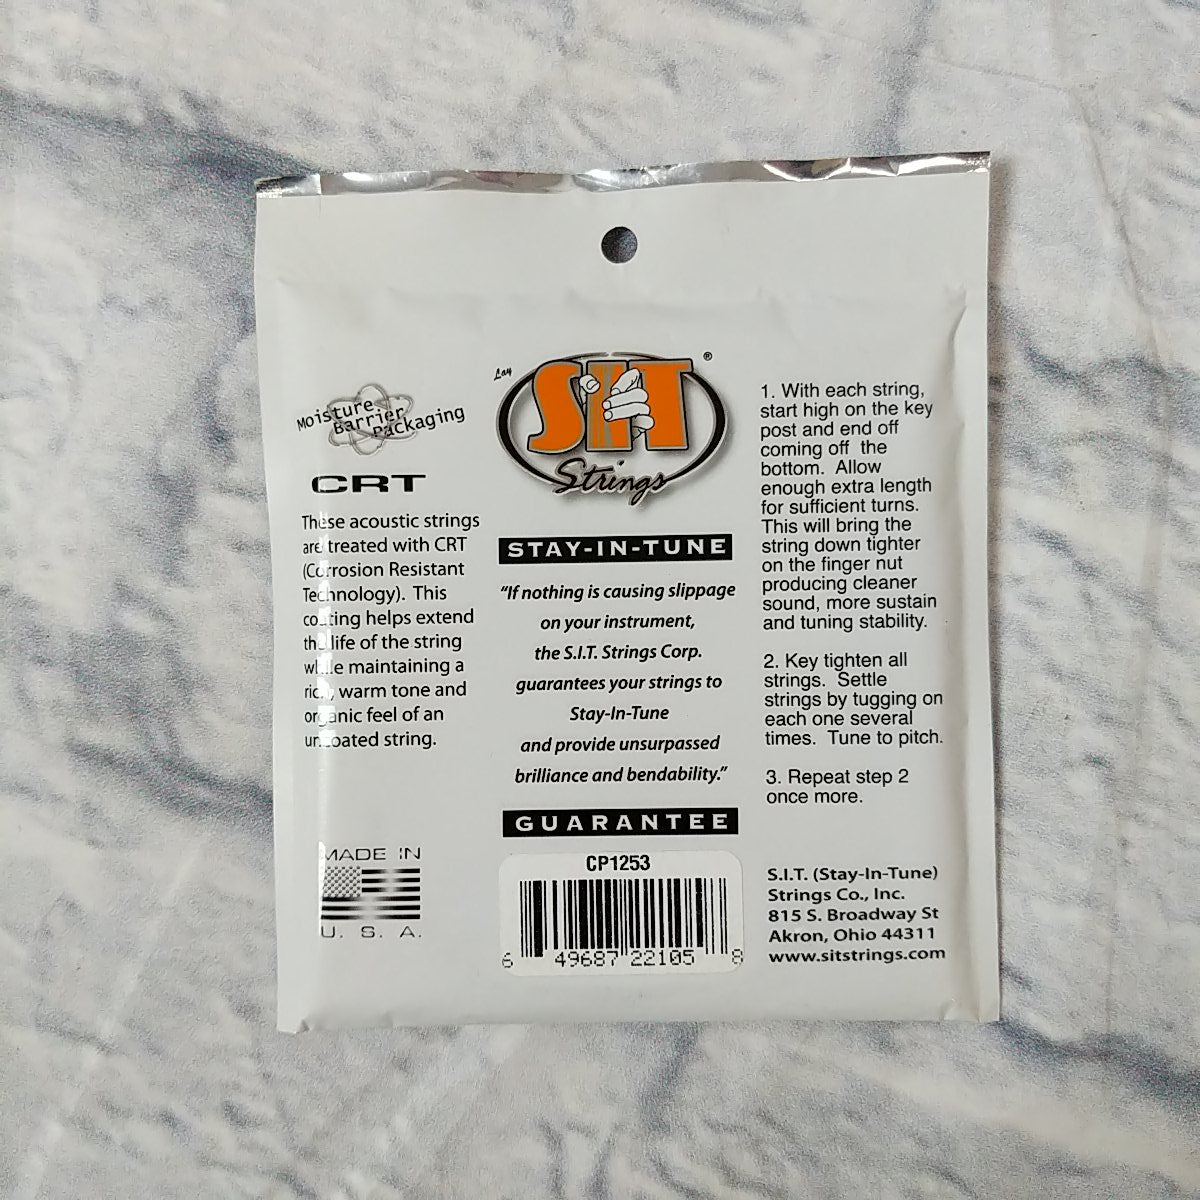 Moisture
Barrier
Packaging
CRT
These acoustic strings
are treated with CRT
(Corrosion Resistant
Technology). This
coating helps extend
the life of the string
while maintaining a
rich, warm tone and
organic feel of an
uncoated string.
MADE IN
U. S. A.
Lay
SIT
®
Strings
STAY-IN-TUNE
“If nothing is causing slippage
on your instrument,
the S.I.T. Strings Corp.
guarantees your strings to
Stay-In-Tune
and provide unsurpassed
brilliance and bendability.”
GUARANTEE
CP1253
6 49687 22105 8
1. With each string,
start high on the key
post and end off
coming off the
bottom. Allow
enough extra length
for sufficient turns.
This will bring the
string down tighter
on the finger nut
producing cleaner
sound, more sustain
and tuning stability.
2. Key tighten all
strings. Settle
strings by tugging on
each one several
times. Tune to pitch.
3. Repeat step 2
once more.
S.I.T. (Stay-In-Tune)
Strings Co., Inc.
815 S. Broadway St
Akron, Ohio 44311
www.sitstrings.com